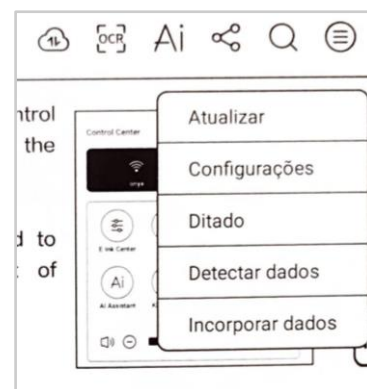 OCR Ai
ntrol
the
d to
of
Control Center
onyx
E Ink Center
Ai
AI Assistant
Atualizar
Configurações
Ditado
Detectar dados
Incorporar dados